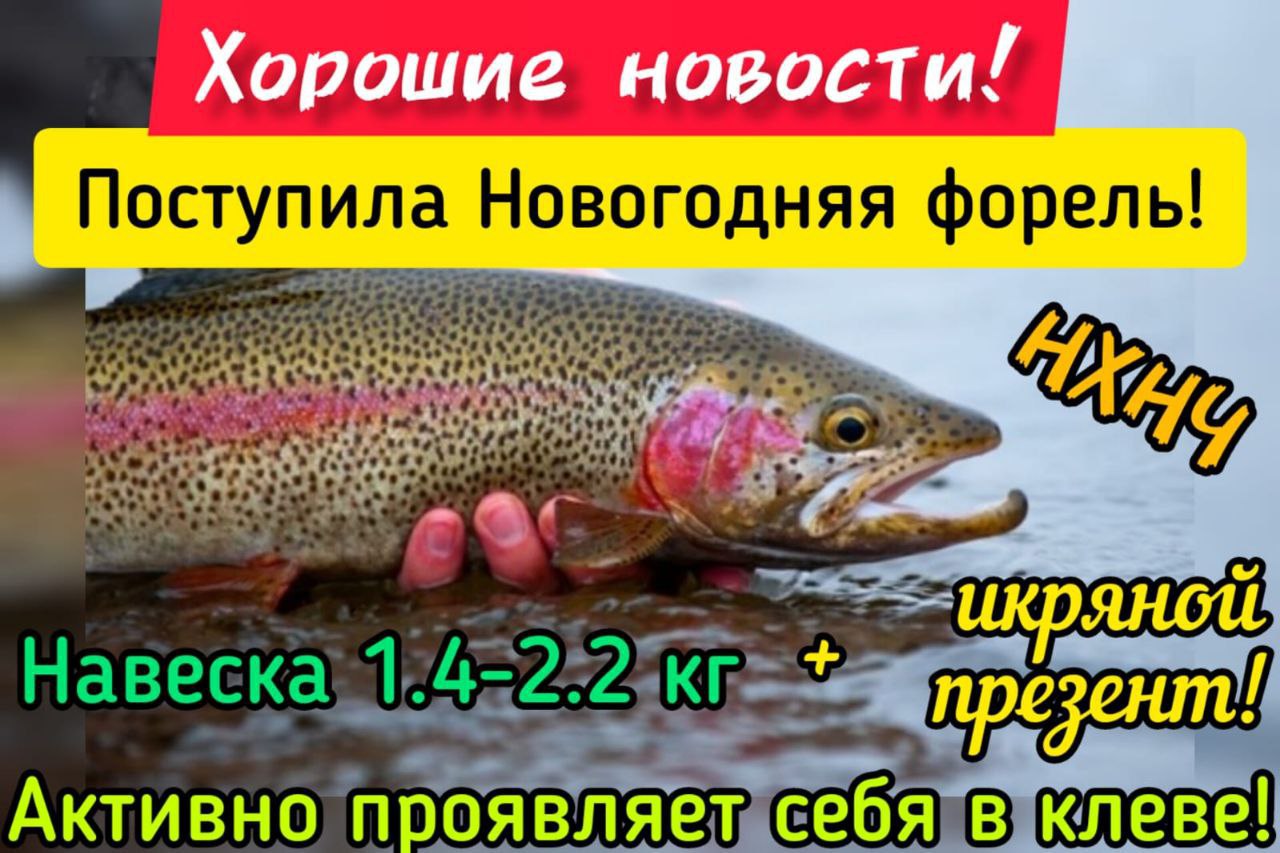 Хорошие новости!
Поступила Новогодняя форель!
НХНЧ
Навеска 1.4-2.2 кг + икряной
презент!
Активно проявляет себя в клеве!